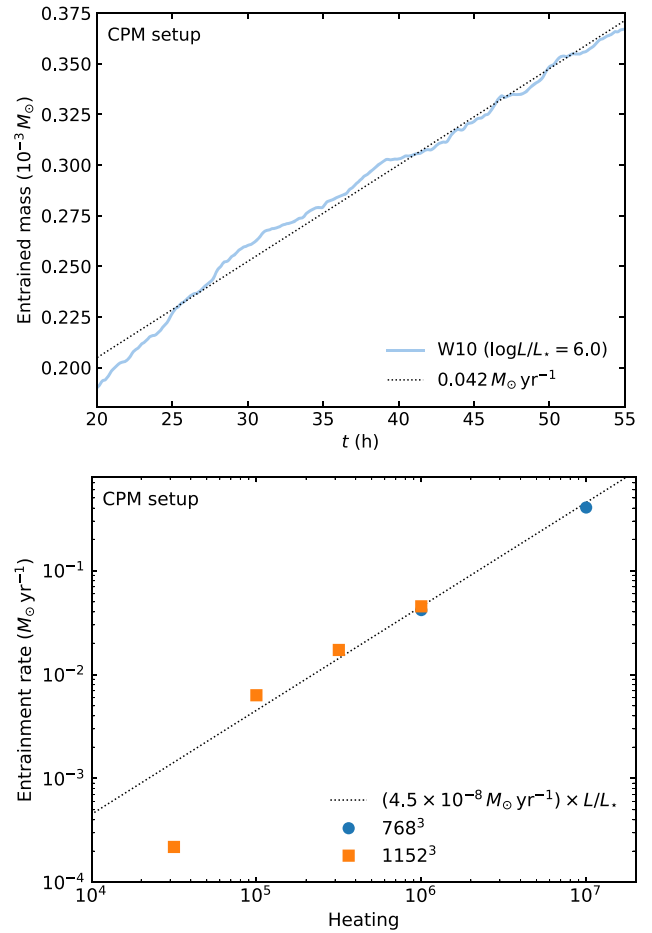 CPM setup
Entrained mass (10⁻³ M⊙)
0.375
0.350
0.325
0.300
0.275
0.250
0.225
0.200
W10 (logL/L⋆ = 6.0)
0.042 M⊙ yr⁻¹
20 25 30 35 40 45 50 55
t (h)
CPM setup
Entrainment rate (M⊙ yr⁻¹)
10⁻¹
10⁻²
10⁻³
10⁻⁴
(4.5 × 10⁻⁸ M⊙ yr⁻¹) × L/L⋆
768³
1152³
10⁴ 10⁵ 10⁶ 10⁷
Heating